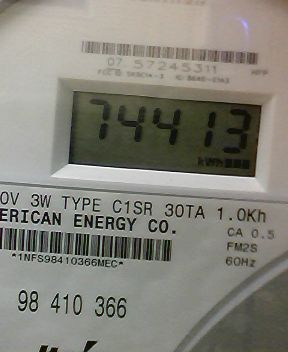 07 57245311
74413
kWh
0V 3W TYPE C1SR 30TA 1.0Kh
ERICAN ENERGY CO.
CA 0.5
FM2S
60Hz
*1NFS98410366MEC*
98 410 366